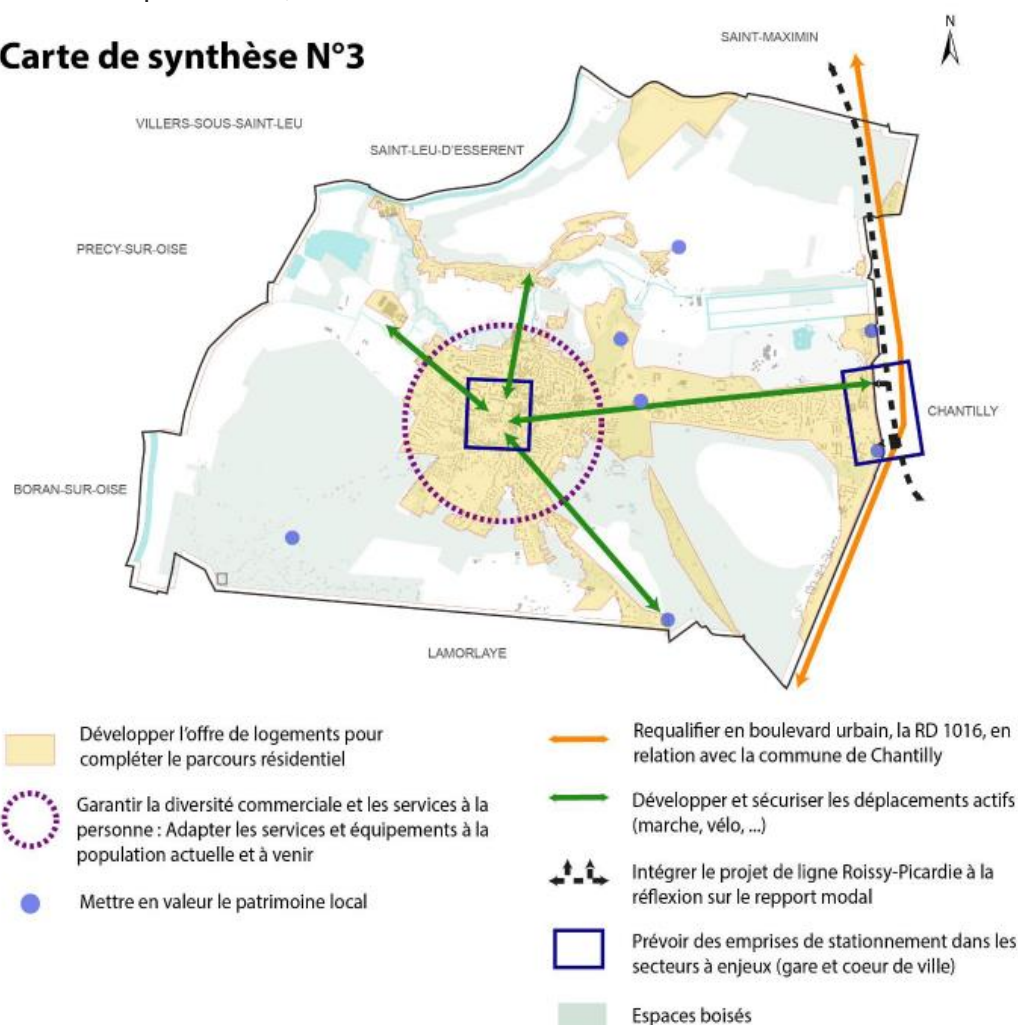 N
SAINT-MAXIMIN
Carte de synthèse N°3
VILLERS-SOUS-SAINT-LEU
SAINT-LEU-D'ESSERENT
PRECY-SUR-OISE
CHANTILLY
BORAN-SUR-OISE
LAMORLAYE
Développer l'offre de logements pour
compléter le parcours résidentiel
Garantir la diversité commerciale et les services à la
personne : Adapter les services et équipements à la
population actuelle et à venir
Mettre en valeur le patrimoine local
Requalifier en boulevard urbain, la RD 1016, en
relation avec la commune de Chantilly
Développer et sécuriser les déplacements actifs
(marche, vélo, ...)
Intégrer le projet de ligne Roissy-Picardie à la
réflexion sur le repport modal
Prévoir des emprises de stationnement dans les
secteurs à enjeux (gare et coeur de ville)
Espaces boisés